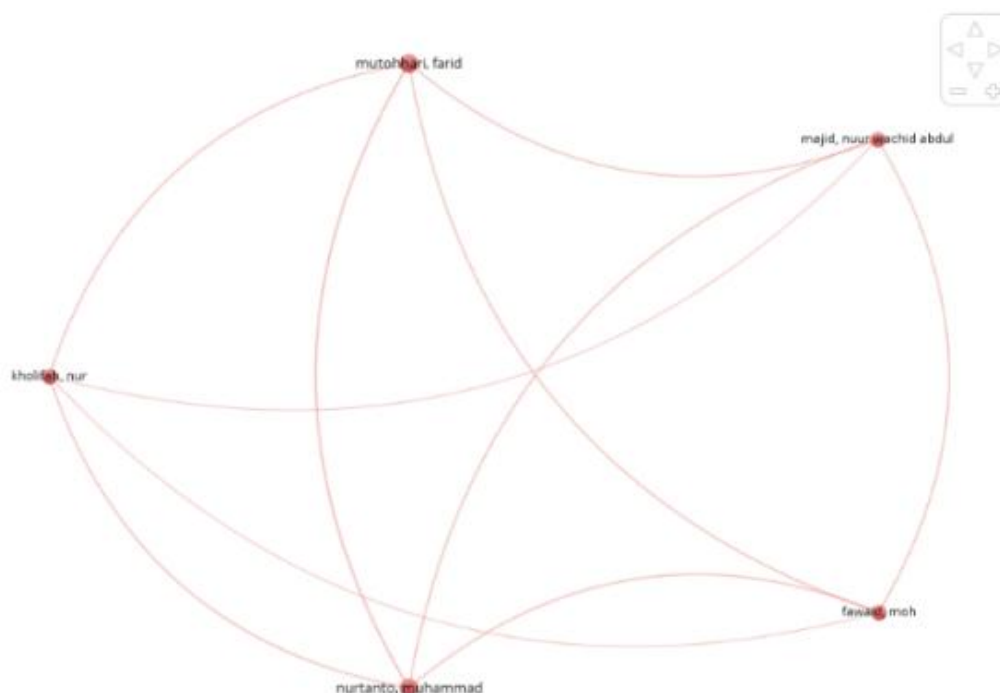 mutohhari, farid
majid, nuur wachid abdul
kholifah, nur
fawaid, moh
nurtanto, muhammad